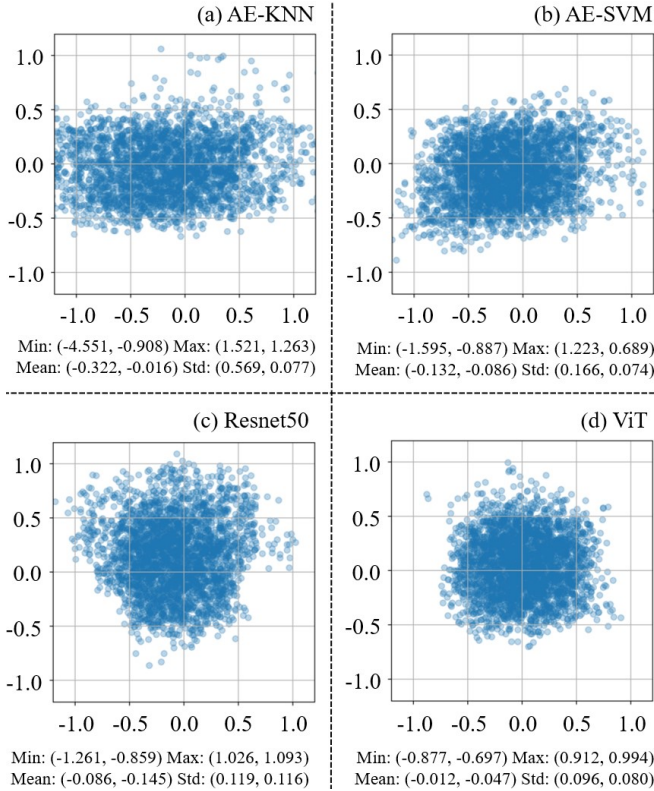 (a) AE-KNN
1.0
0.5
0.0
-0.5
-1.0
-1.0 -0.5 0.0 0.5 1.0
Min: (-4.551, -0.908) Max: (1.521, 1.263)
Mean: (-0.322, -0.016) Std: (0.569, 0.077)
(b) AE-SVM
1.0
0.5
0.0
-0.5
-1.0
-1.0 -0.5 0.0 0.5 1.0
Min: (-1.595, -0.887) Max: (1.223, 0.689)
Mean: (-0.132, -0.086) Std: (0.166, 0.074)
(c) Resnet50
1.0
0.5
0.0
-0.5
-1.0
-1.0 -0.5 0.0 0.5 1.0
Min: (-1.261, -0.859) Max: (1.026, 1.093)
Mean: (-0.086, -0.145) Std: (0.119, 0.116)
(d) ViT
1.0
0.5
0.0
-0.5
-1.0
-1.0 -0.5 0.0 0.5 1.0
Min: (-0.877, -0.697) Max: (0.912, 0.994)
Mean: (-0.012, -0.047) Std: (0.096, 0.080)